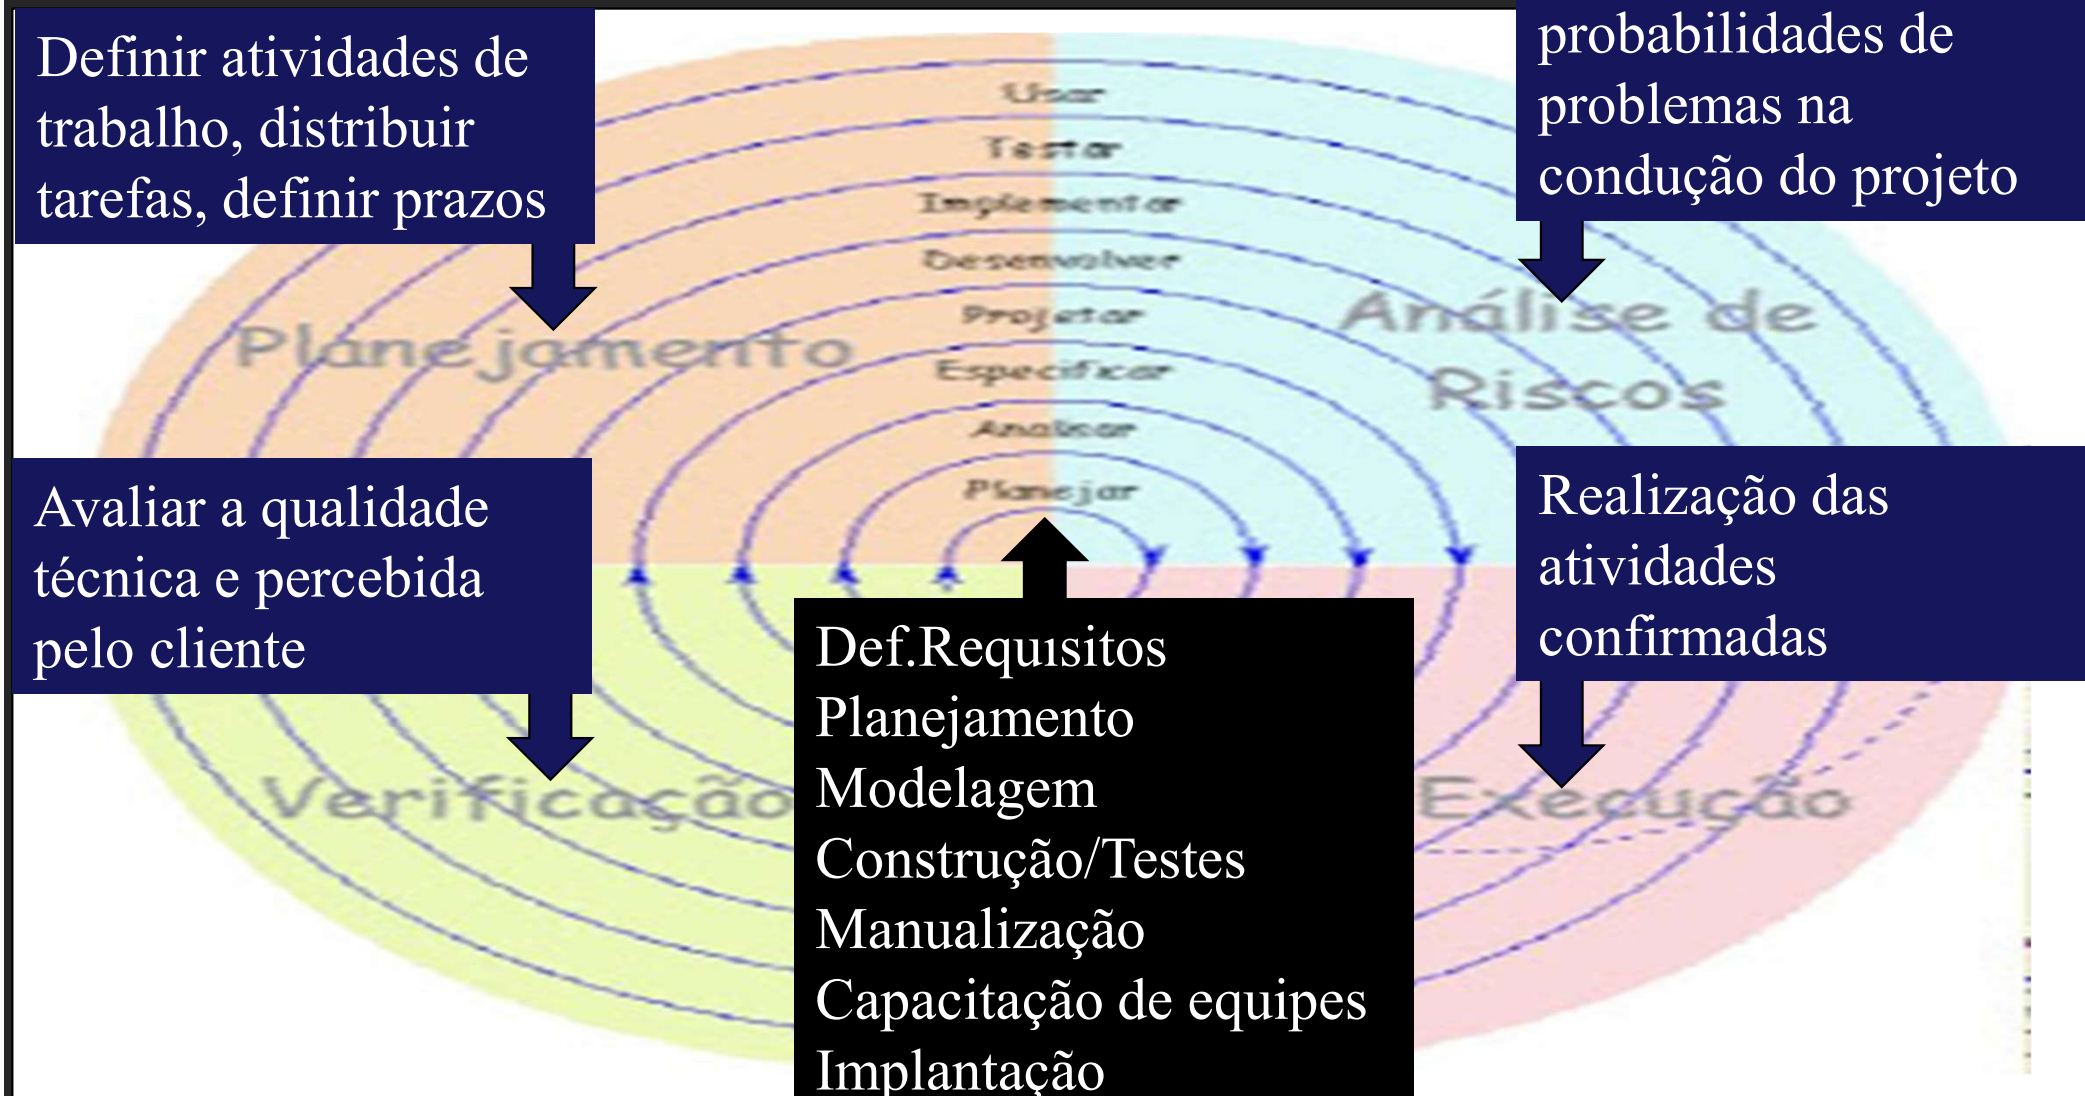 Definir atividades de
trabalho, distribuir
tarefas, definir prazos
probabilidades de
problemas na
condução do projeto
Usar
Testar
Implementar
Desenvolver
Projetar
Especificar
Analisar
Planejar
Planejamento
Análise de
Riscos
Avaliar a qualidade
técnica e percebida
pelo cliente
Realização das
atividades
confirmadas
Verificação
Execução
Def.Requisitos
Planejamento
Modelagem
Construção/Testes
Manualização
Capacitação de equipes
Implantação